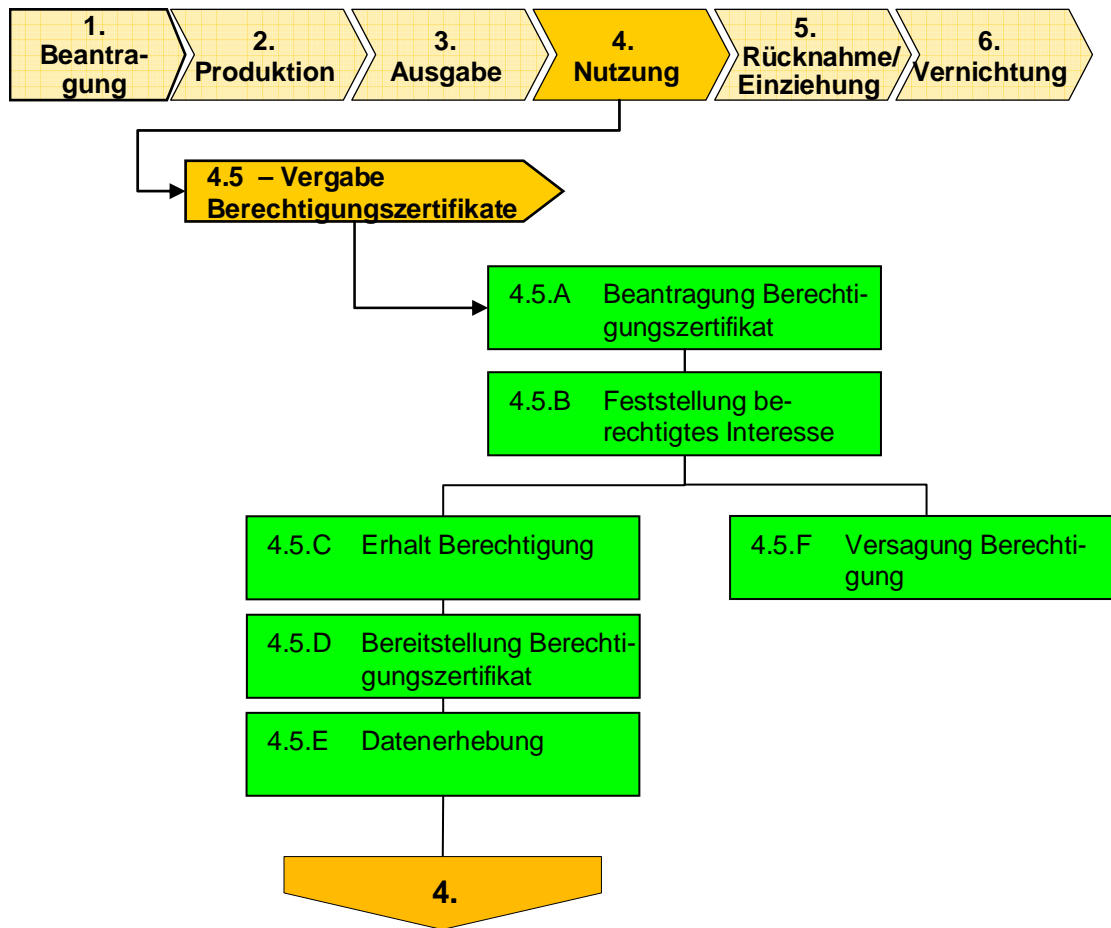 1.
Beantra-
gung
2.
Produktion
3.
Ausgabe
4.
Nutzung
5.
Rücknahme/
Einziehung
6.
Vernichtung
4.5 – Vergabe
Berechtigungszertifikate
4.5.A Beantragung Berechti-
gungszertifikat
4.5.B Feststellung be-
rechtigtes Interesse
4.5.C Erhalt Berechtigung
4.5.F Versagung Berechti-
gung
4.5.D Bereitstellung Berechti-
gungszertifikat
4.5.E Datenerhebung
4.